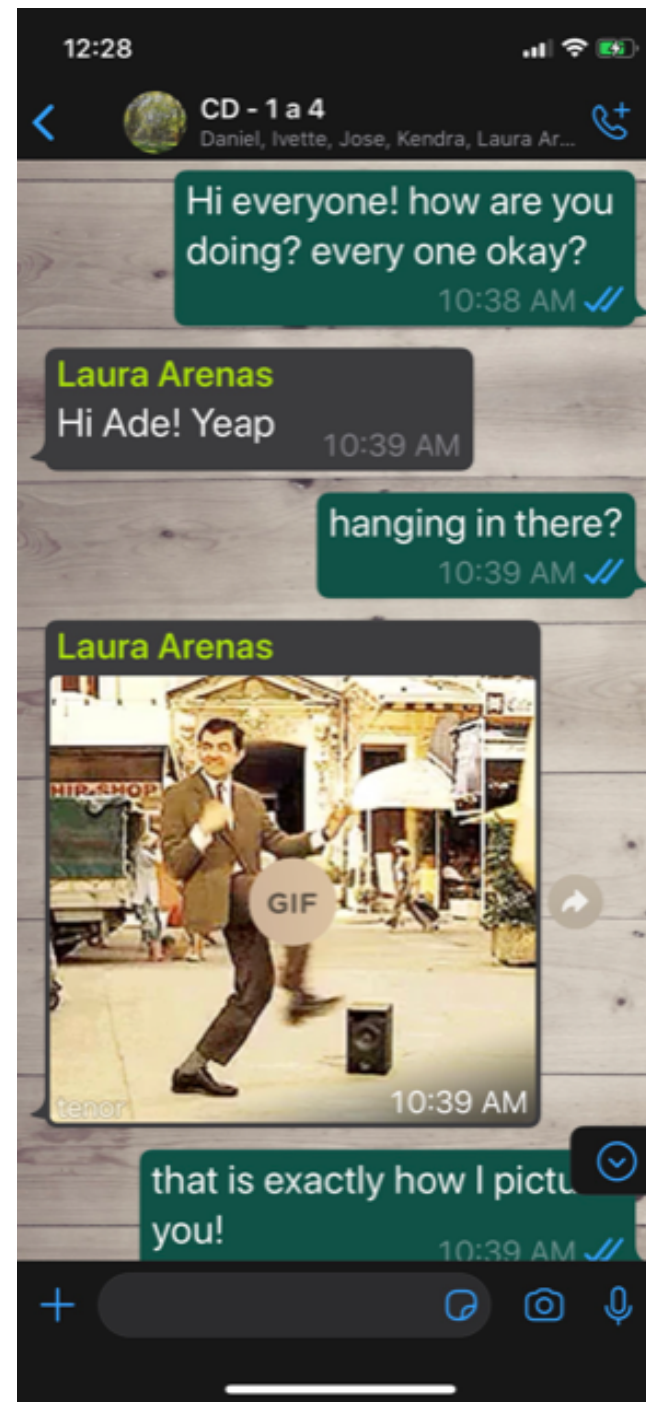 12:28
CD - 1 a 4
Daniel, Ivette, Jose, Kendra, Laura Ar...
Hi everyone! how are you
doing? every one okay?
10:38 AM
Laura Arenas
Hi Ade! Yeap
10:39 AM
hanging in there?
10:39 AM
Laura Arenas
HIP-SHOP
GIF
tenor
10:39 AM
that is exactly how I pictu
you!
10:39 AM